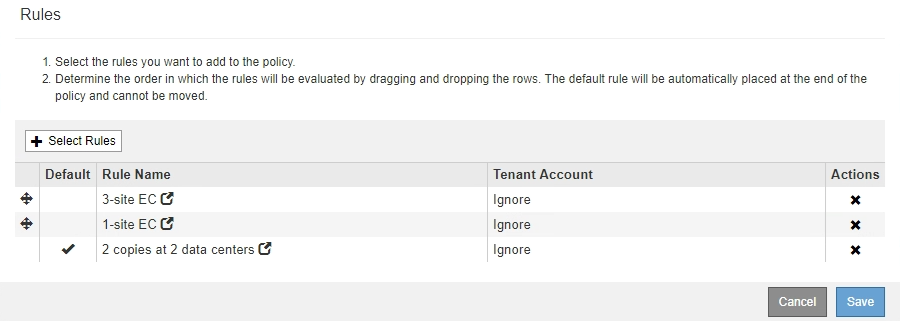 Rules
1. Select the rules you want to add to the policy.
2. Determine the order in which the rules will be evaluated by dragging and dropping the rows. The default rule will be automatically placed at the end of the
policy and cannot be moved.
Select Rules
Default Rule Name Tenant Account Actions
3-site EC Ignore
1-site EC Ignore
2 copies at 2 data centers Ignore
Cancel Save